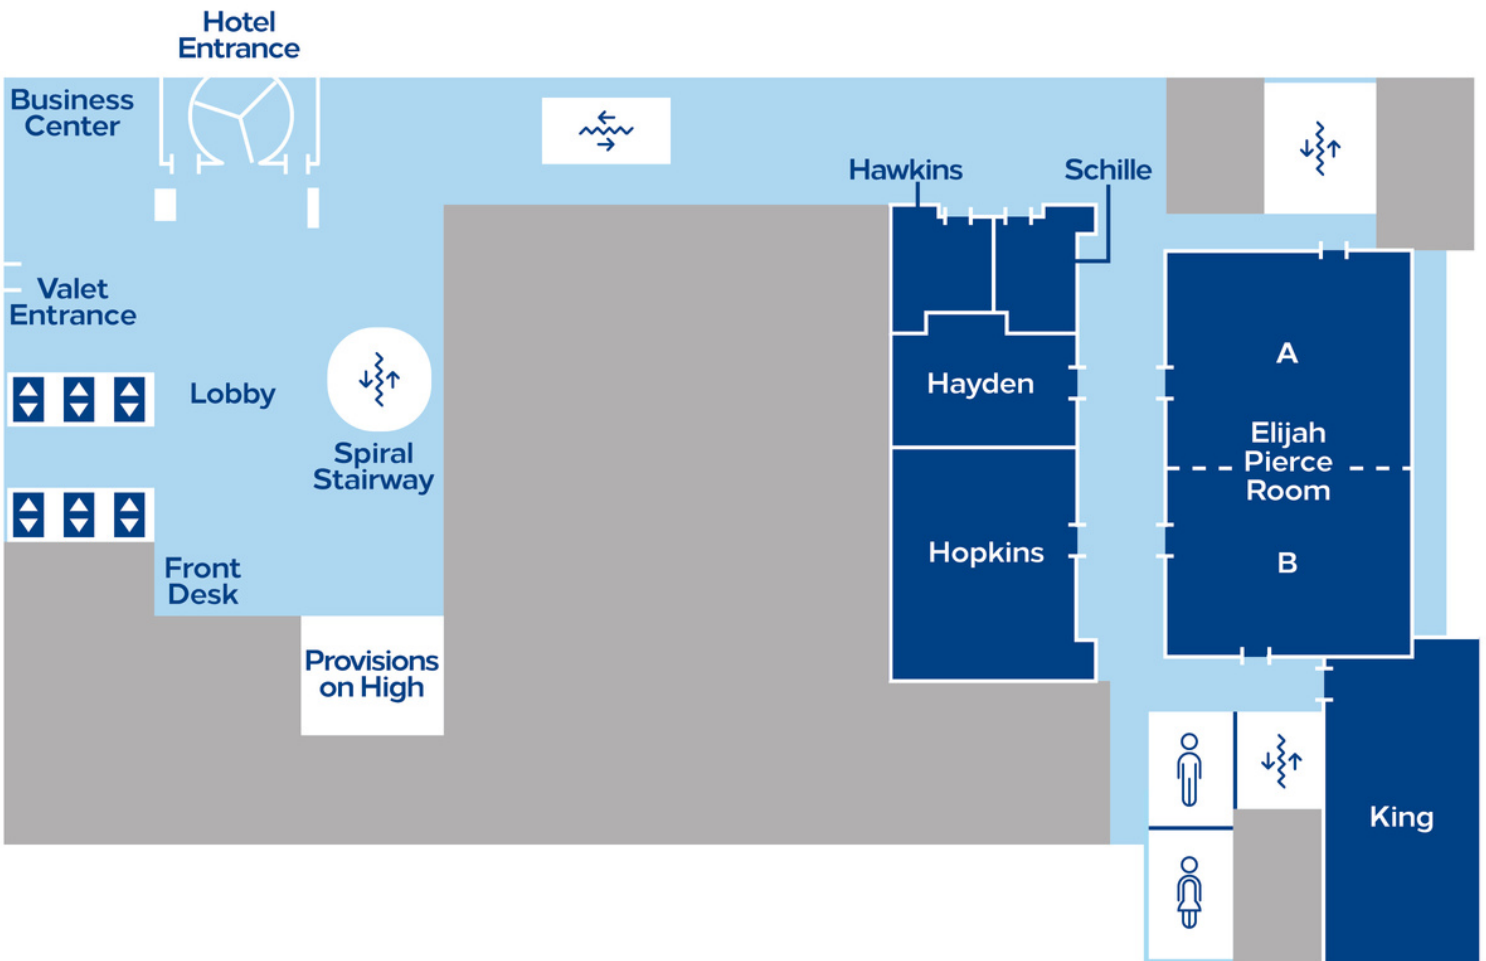 Hotel
Entrance
Business
Center
Hawkins
Schille
Valet
Entrance
Lobby
Spiral
Stairway
Front
Desk
Provisions
on High
Hayden
Hopkins
A
Elijah
Pierce
Room
B
King